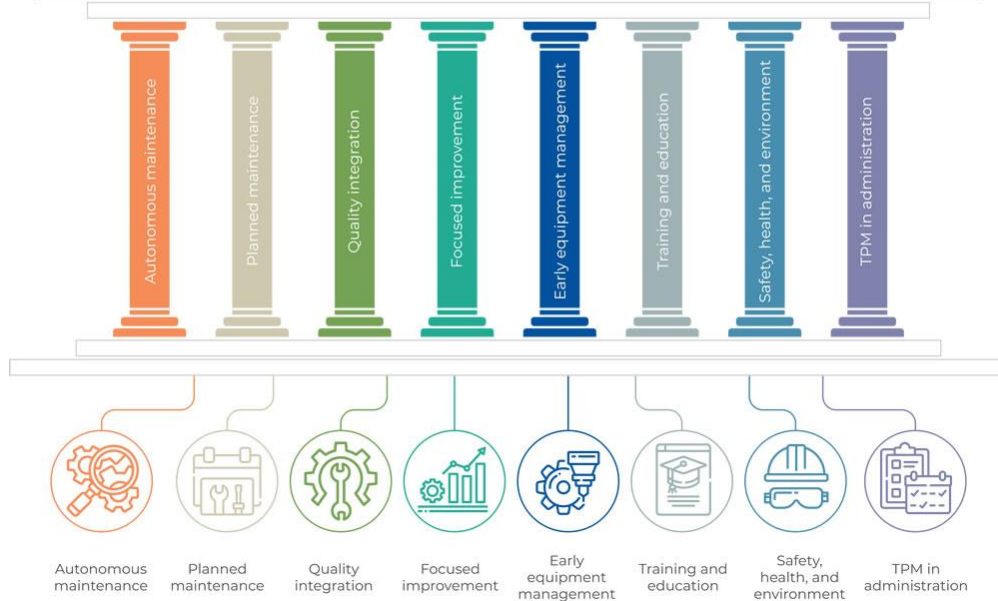 Autonomous maintenance
Planned maintenance
Quality integration
Focused improvement
Early equipment management
Training and education
Safety, health, and environment
TPM in administration
Autonomous
maintenance
Planned
maintenance
Quality
integration
Focused
improvement
Early
equipment
management
Training and
education
Safety,
health, and
environment
TPM in
administration